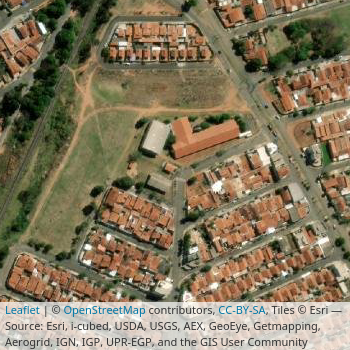 Leaflet | © OpenStreetMap contributors, CC-BY-SA, Tiles © Esri —
Source: Esri, i-cubed, USDA, USGS, AEX, GeoEye, Getmapping,
Aerogrid, IGN, IGP, UPR-EGP, and the GIS User Community